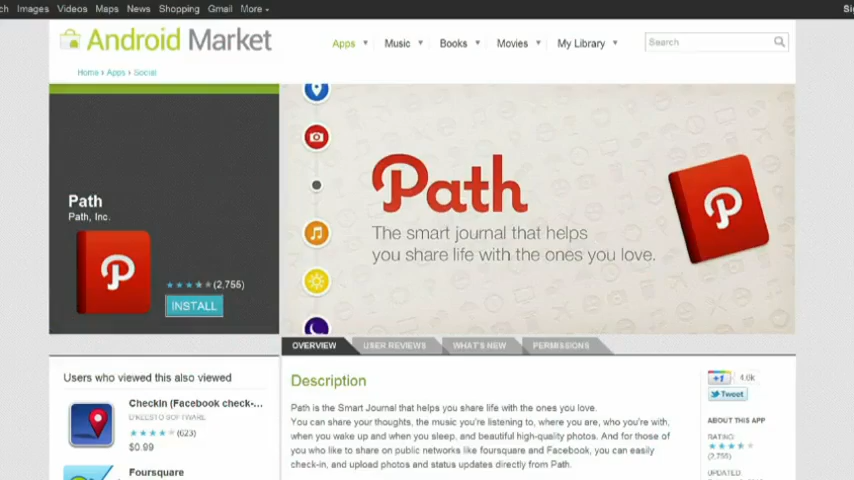 ch Images Videos Maps News Shopping Gmail More
Android Market
Apps Music Books Movies My Library
Search
Home › Apps › Social
Path
Path, Inc.
(2,755)
INSTALL
Path
The smart journal that helps
you share life with the ones you love.
OVERVIEW USER REVIEWS WHAT'S NEW PERMISSIONS
Users who viewed this also viewed
Checkin (Facebook check-...
(623)
$0.99
Foursquare
Description
Path is the Smart Journal that helps you share life with the ones you love.
You can share your thoughts, the music you're listening to, where you are, who you're with,
when you wake up and when you sleep, and beautiful high-quality photos. And for those of
you who like to share on public networks like foursquare and Facebook, you can easily
check-in, and upload photos and status updates directly from Path.
+1
Tweet
ABOUT THIS APP
RATING:
(2,755)
UPDATED: